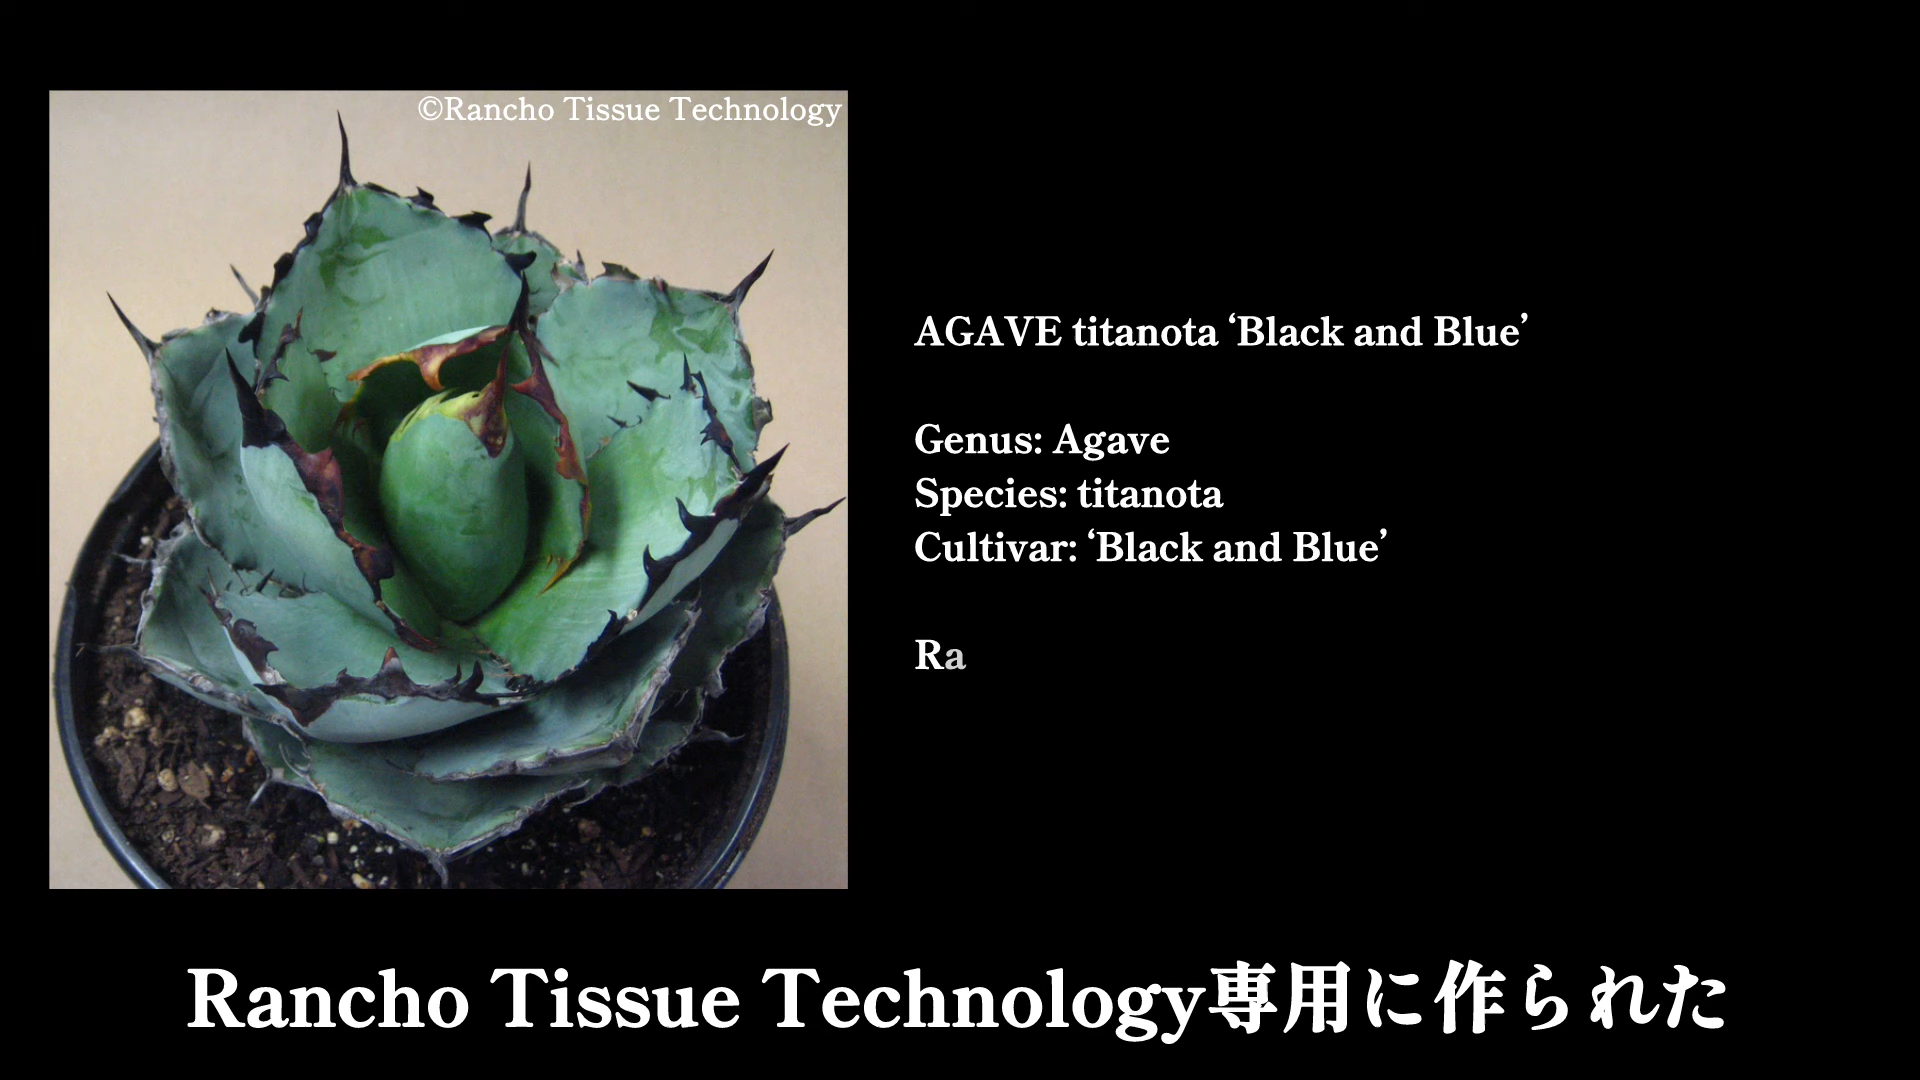 ©Rancho Tissue Technology
AGAVE titanota ‘Black and Blue’
Genus: Agave
Species: titanota
Cultivar: ‘Black and Blue’
Ra
Rancho Tissue Technology専用に作られた